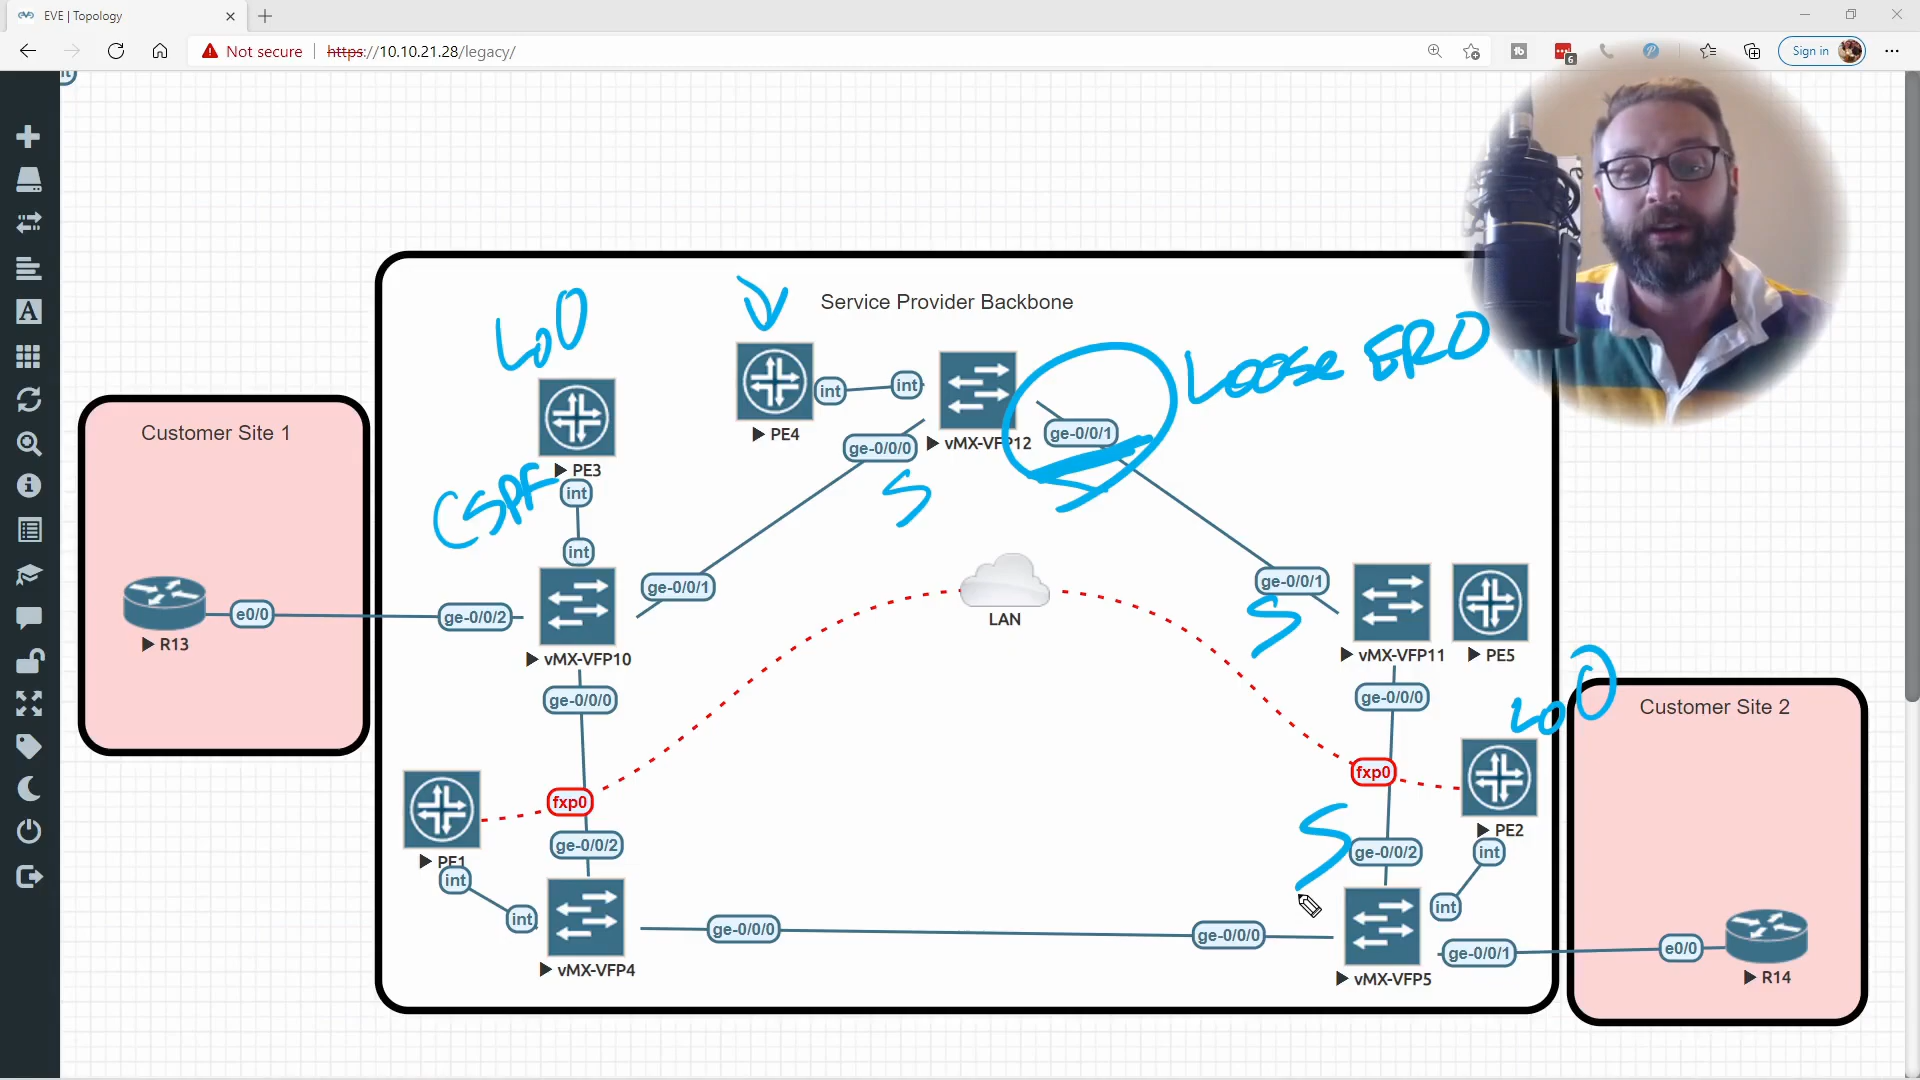 EVE | Topology
Not secure
https://10.10.21.28/legacy/
6
Sign in
Service Provider Backbone
Lo0
Loose ERO
PE4
int
int
vMX-VFP12
ge-0/0/0
ge-0/0/1
S
Customer Site 1
PE3
CSPF
int
int
ge-0/0/1
LAN
ge-0/0/1
S
R13
e0/0
ge-0/0/2
vMX-VFP10
vMX-VFP11
PE5
ge-0/0/0
ge-0/0/0
Lo0
Customer Site 2
fxp0
fxp0
PE1
int
int
ge-0/0/2
S
ge-0/0/2
PE2
int
int
vMX-VFP4
ge-0/0/0
ge-0/0/0
vMX-VFP5
ge-0/0/1
e0/0
R14